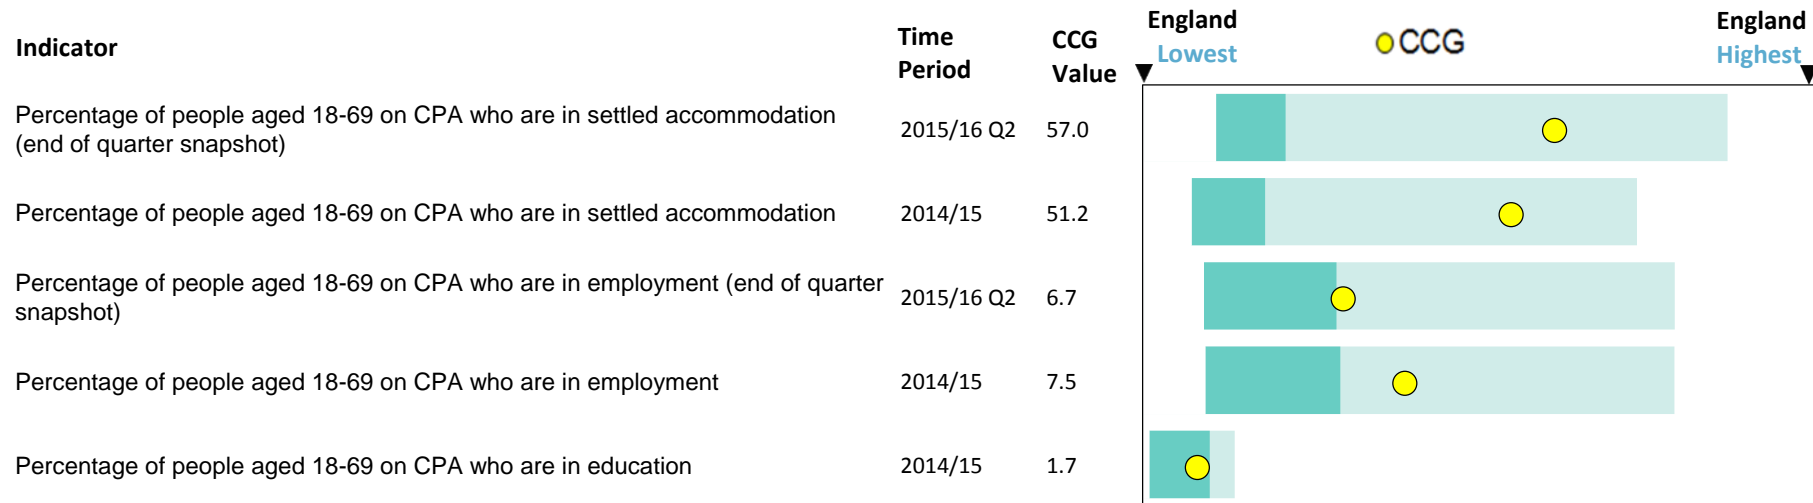 Indicator
Time
Period
CCG
Value
England
Lowest
CCG
England
Highest
Percentage of people aged 18-69 on CPA who are in settled accommodation
(end of quarter snapshot)
2015/16 Q2
57.0
Percentage of people aged 18-69 on CPA who are in settled accommodation
2014/15
51.2
Percentage of people aged 18-69 on CPA who are in employment (end of quarter
snapshot)
2015/16 Q2
6.7
Percentage of people aged 18-69 on CPA who are in employment
2014/15
7.5
Percentage of people aged 18-69 on CPA who are in education
2014/15
1.7